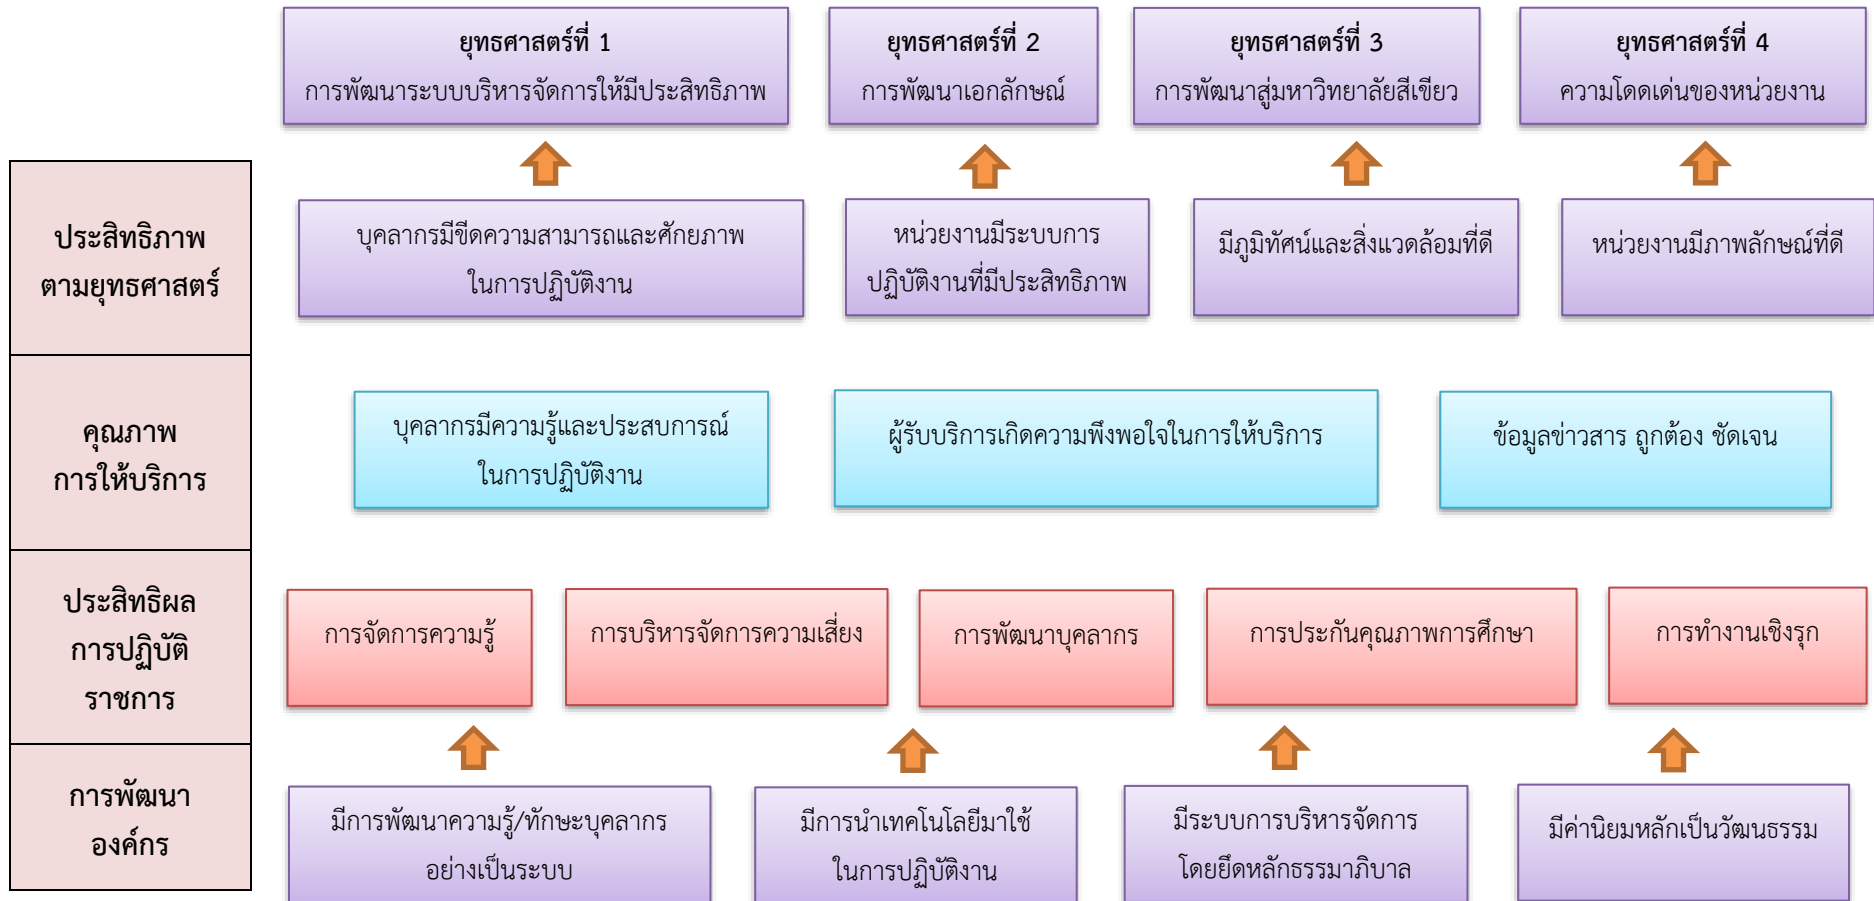 ยุทธศาสตร์ที่ 1
การพัฒนาระบบบริหารจัดการให้มีประสิทธิภาพ
ยุทธศาสตร์ที่ 2
การพัฒนาเอกลักษณ์
ยุทธศาสตร์ที่ 3
การพัฒนาสู่มหาวิทยาลัยสีเขียว
ยุทธศาสตร์ที่ 4
ความโดดเด่นของหน่วยงาน
ประสิทธิภาพ
ตามยุทธศาสตร์
บุคลากรมีขีดความสามารถและศักยภาพ
ในการปฏิบัติงาน
หน่วยงานมีระบบการ
ปฏิบัติงานที่มีประสิทธิภาพ
มีภูมิทัศน์และสิ่งแวดล้อมที่ดี
หน่วยงานมีภาพลักษณ์ที่ดี
คุณภาพ
การให้บริการ
บุคลากรมีความรู้และประสบการณ์
ในการปฏิบัติงาน
ผู้รับบริการเกิดความพึงพอใจในการให้บริการ
ข้อมูลข่าวสาร ถูกต้อง ชัดเจน
ประสิทธิผล
การปฏิบัติ
ราชการ
การจัดการความรู้
การบริหารจัดการความเสี่ยง
การพัฒนาบุคลากร
การประกันคุณภาพการศึกษา
การทำงานเชิงรุก
การพัฒนา
องค์กร
มีการพัฒนาความรู้/ทักษะบุคลากร
อย่างเป็นระบบ
มีการนำเทคโนโลยีมาใช้
ในการปฏิบัติงาน
มีระบบการบริหารจัดการ
โดยยึดหลักธรรมาภิบาล
มีค่านิยมหลักเป็นวัฒนธรรม